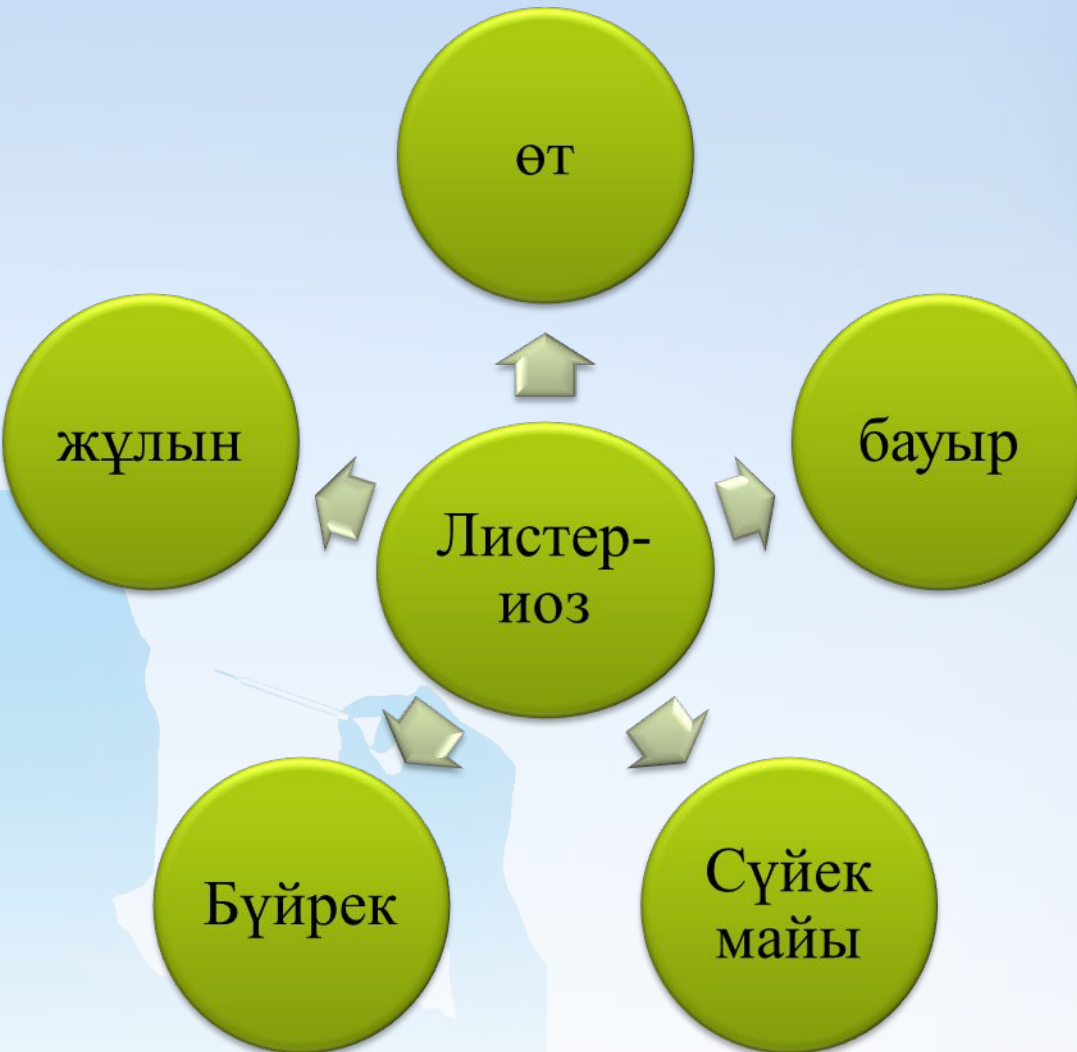 өт
жұлын
бауыр
Листер-
иоз
Бүйрек
Сүйек
майы